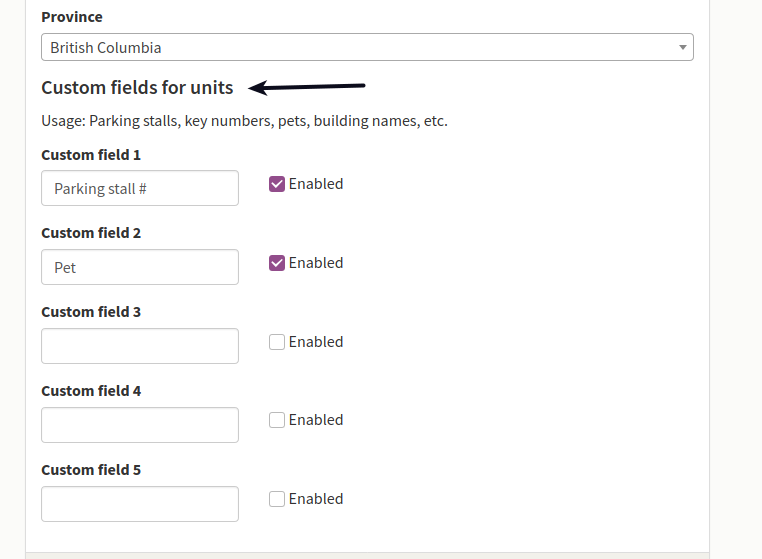 Province
British Columbia
Custom fields for units
Usage: Parking stalls, key numbers, pets, building names, etc.
Custom field 1
Parking stall #
Enabled
Custom field 2
Pet
Enabled
Custom field 3
Enabled
Custom field 4
Enabled
Custom field 5
Enabled